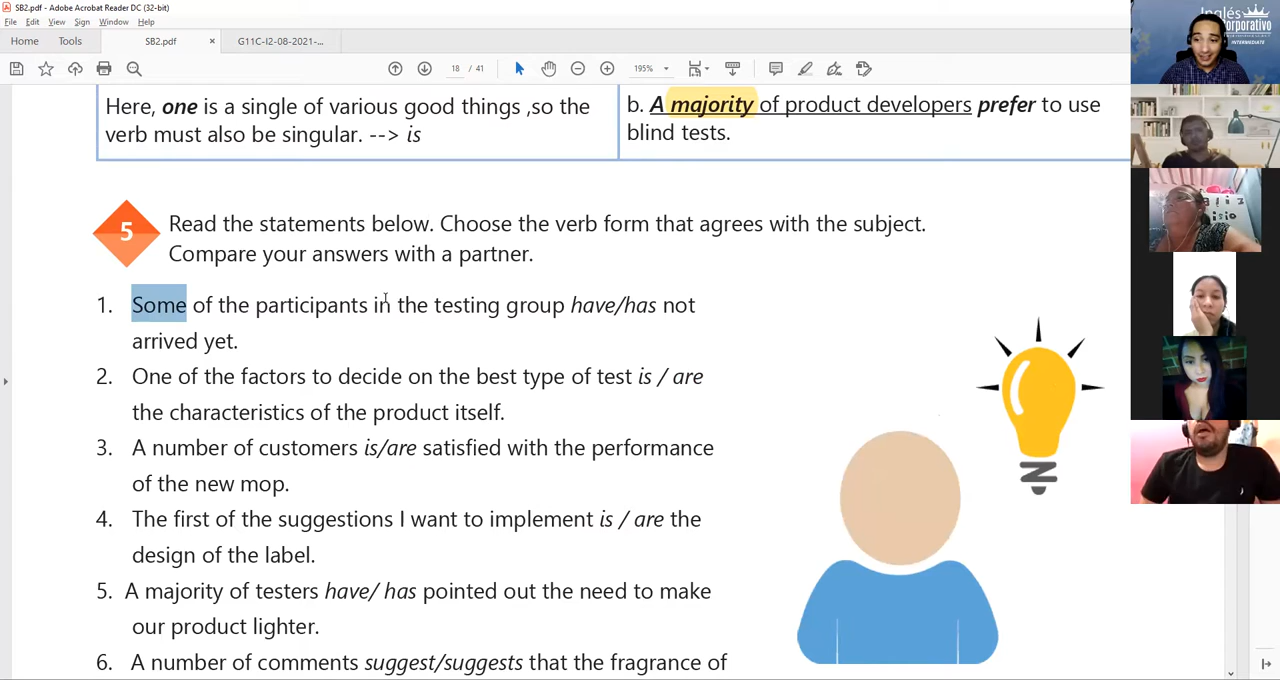 SB2.pdf - Adobe Acrobat Reader DC (32-bit)
File Edit View Sign Window Help
Home Tools SB2.pdf × G11C-I2-08-2021-...
18 / 41 195%
Here, one is a single of various good things ,so the
verb must also be singular. --> is
b. A majority of product developers prefer to use
blind tests.
5
Read the statements below. Choose the verb form that agrees with the subject.
Compare your answers with a partner.
1. Some of the participants in the testing group have/has not
arrived yet.
2. One of the factors to decide on the best type of test is / are
the characteristics of the product itself.
3. A number of customers is/are satisfied with the performance
of the new mop.
4. The first of the suggestions I want to implement is / are the
design of the label.
5. A majority of testers have/ has pointed out the need to make
our product lighter.
6. A number of comments suggest/suggests that the fragrance of
Inglés
INTERMEDIATE